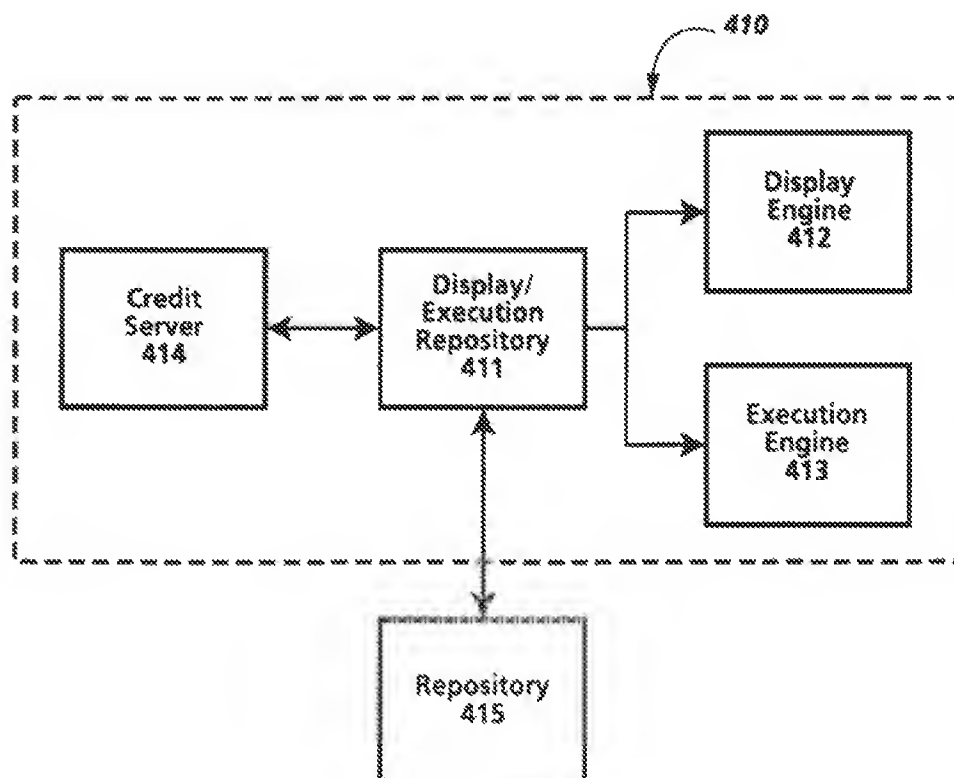 410
Display
Engine
412
Credit
Server
414
Display/
Execution
Repository
411
Execution
Engine
413
Repository
415